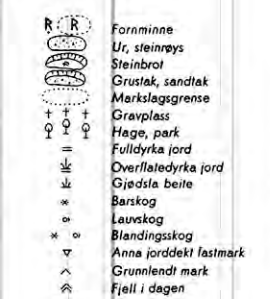 R R Fornminne
Ur, steinrøys
Steinbrot
Grustak, sandtak
Markslagsgrense
Gravplass
Hage, park
Fulldyrka jord
Overflatedyrka jord
Gjødsla beite
Barskog
Lauvskog
Blandingsskog
Anna jorddekt fastmark
Grunnlendt mark
Fjell i dagen